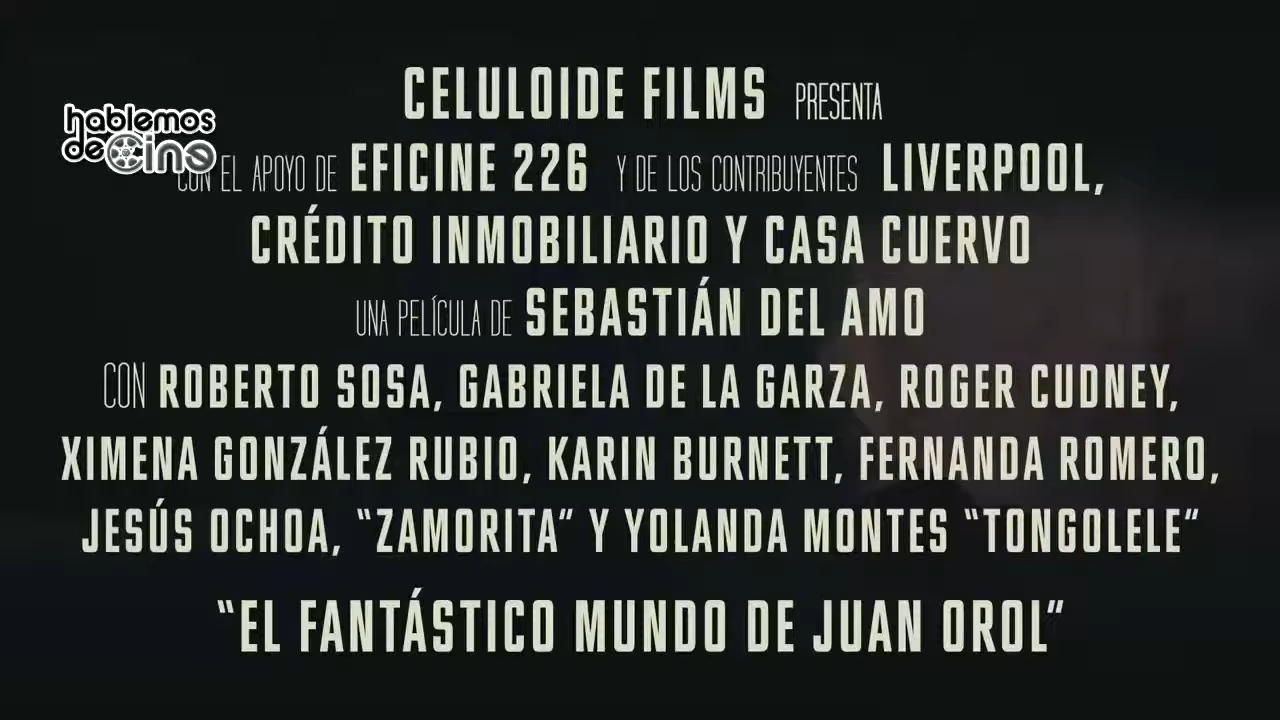 CELULOIDE FILMS PRESENTA
hablemos
de cine
CON EL APOYO DE EFICINE 226 Y DE LOS CONTRIBUYENTES LIVERPOOL,
CRÉDITO INMOBILIARIO Y CASA CUERVO
UNA PELÍCULA DE SEBASTIÁN DEL AMO
CON ROBERTO SOSA, GABRIELA DE LA GARZA, ROGER CUDNEY,
XIMENA GONZÁLEZ RUBIO, KARIN BURNETT, FERNANDA ROMERO,
JESÚS OCHOA, “ZAMORITA” Y YOLANDA MONTES “TONGOLELE”
“EL FANTÁSTICO MUNDO DE JUAN OROL”